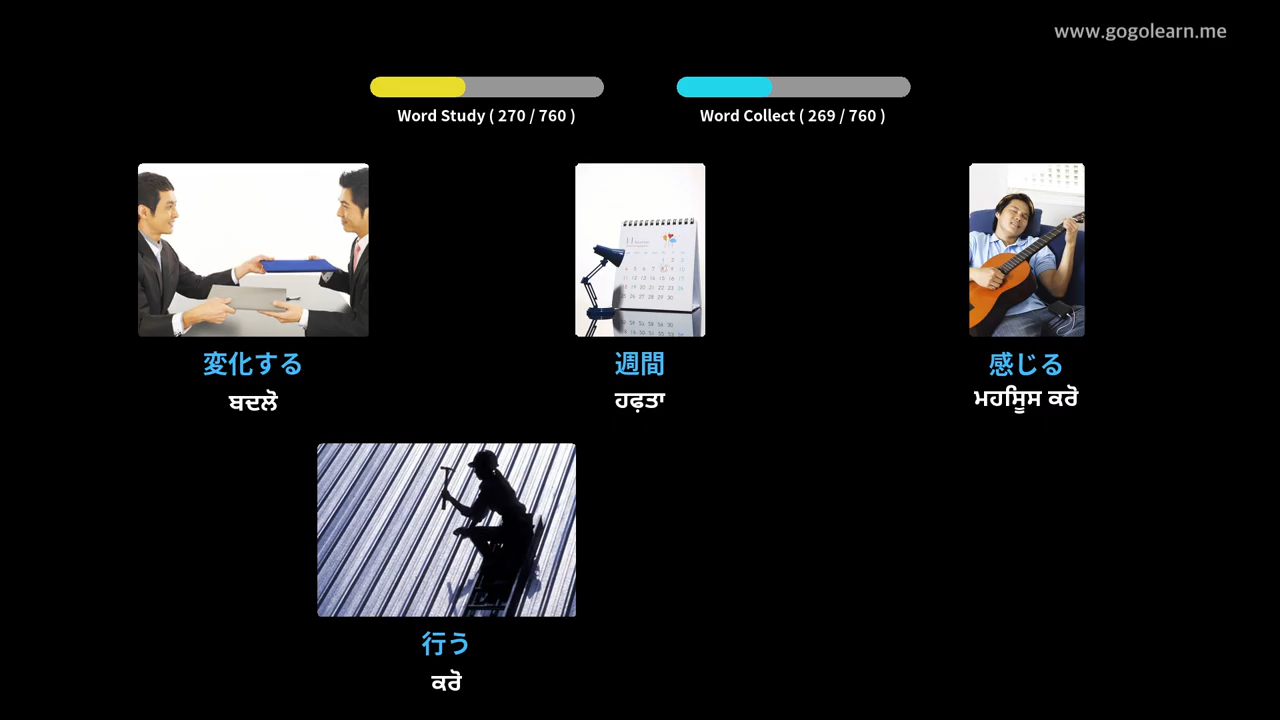 www.gogolearn.me
Word Study ( 270 / 760 )
Word Collect ( 269 / 760 )
変化する
週間
感じる
ਬਦਲੋ
ਹਫ਼ਤਾ
ਮਹਸਿੂਸ ਕਰੋ
行う
ਕਰੋ